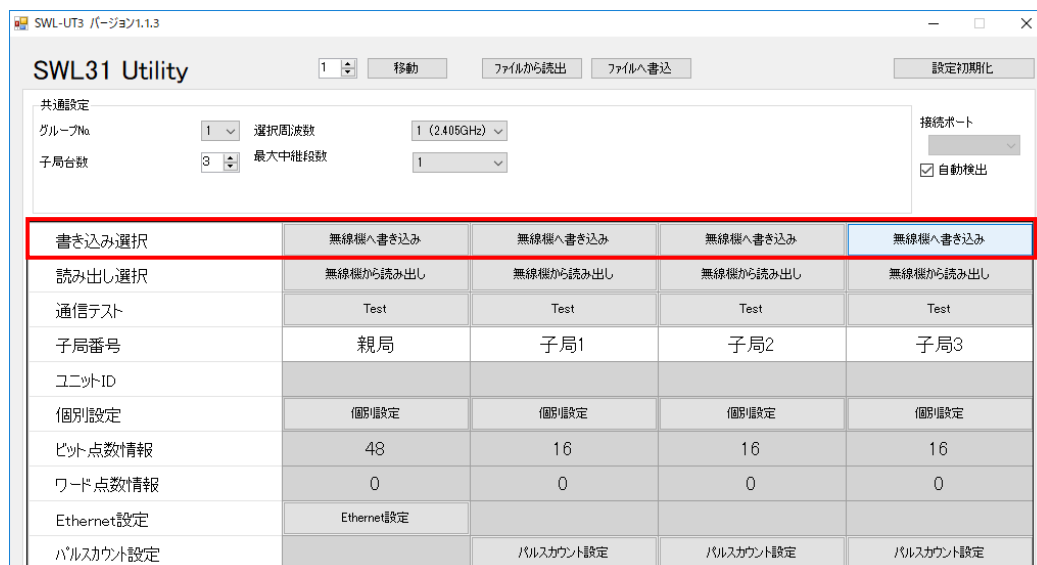 SWL-UT3 バージョン1.1.3
SWL31 Utility 1 移動 ファイルから読出 ファイルへ書込 設定初期化
共通設定
グループNo. 1 選択周波数 1 (2.405GHz) 接続ポート
子局台数 3 最大中継段数 1 自動検出
書き込み選択 無線機へ書き込み 無線機へ書き込み 無線機へ書き込み 無線機へ書き込み
読み出し選択 無線機から読み出し 無線機から読み出し 無線機から読み出し 無線機から読み出し
通信テスト Test Test Test Test
子局番号 親局 子局1 子局2 子局3
ユニットID
個別設定 個別設定 個別設定 個別設定 個別設定
ビット点数情報 48 16 16 16
ワード点数情報 0 0 0 0
Ethernet設定 Ethernet設定
パルスカウント設定 パルスカウント設定 パルスカウント設定 パルスカウント設定